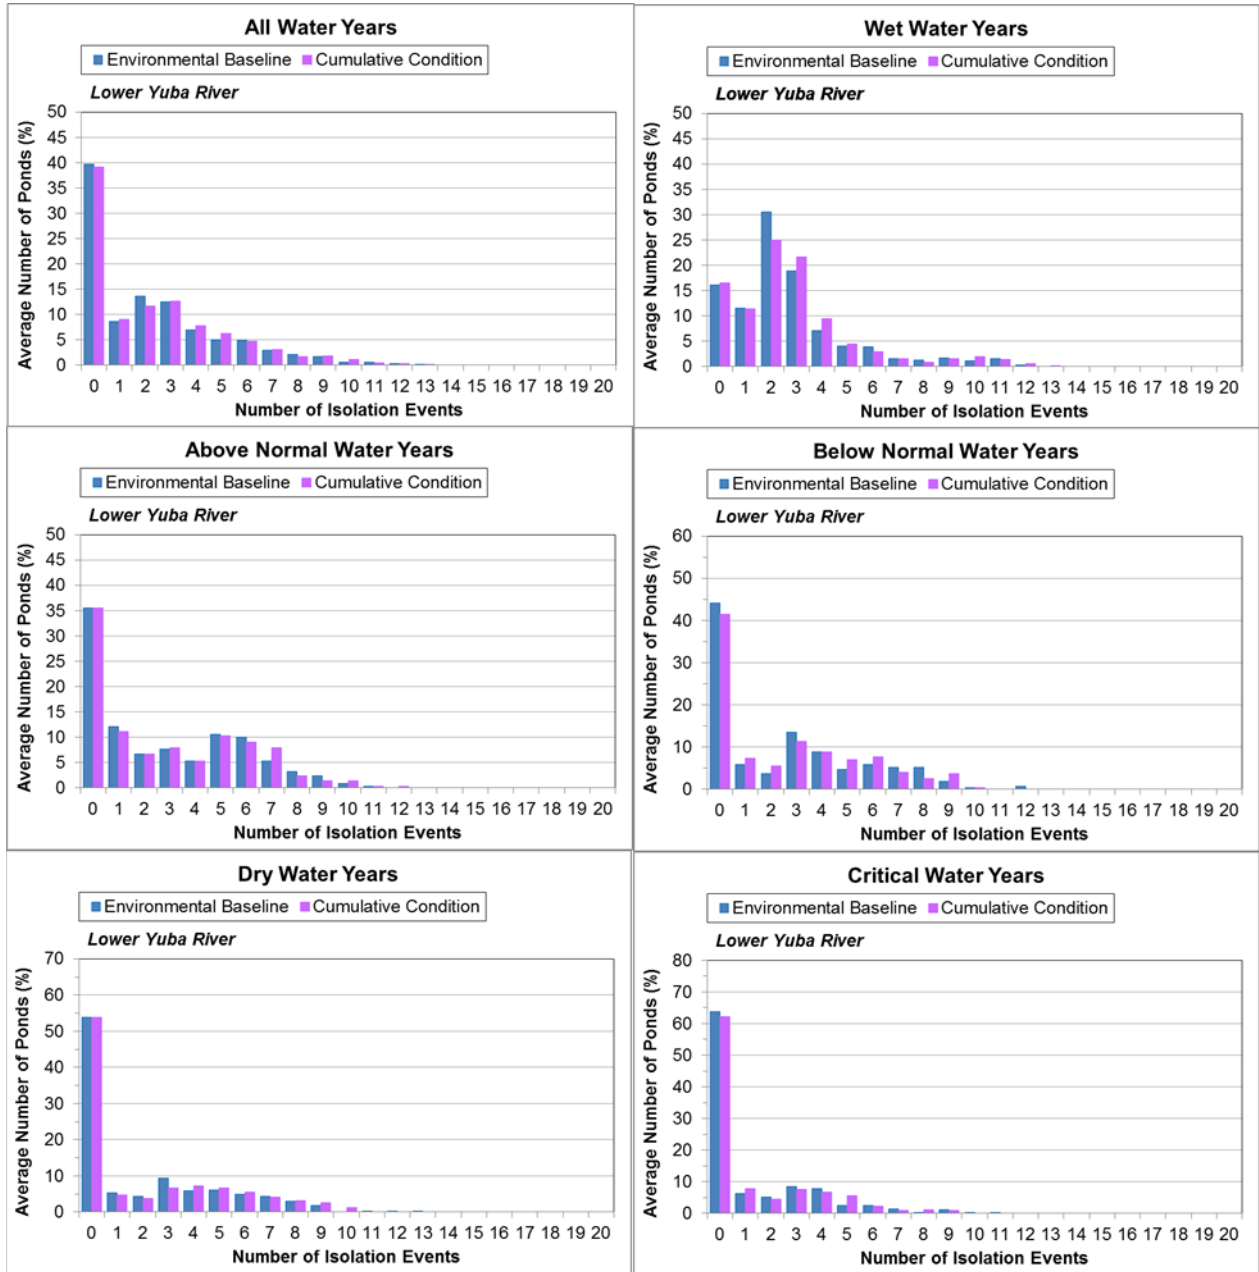 All Water Years
Environmental Baseline Cumulative Condition
Lower Yuba River
Average Number of Ponds (%)
50
45
40
35
30
25
20
15
10
5
0
0 1 2 3 4 5 6 7 8 9 10 11 12 13 14 15 16 17 18 19 20
Number of Isolation Events
Wet Water Years
Environmental Baseline Cumulative Condition
Lower Yuba River
Average Number of Ponds (%)
50
45
40
35
30
25
20
15
10
5
0
0 1 2 3 4 5 6 7 8 9 10 11 12 13 14 15 16 17 18 19 20
Number of Isolation Events
Above Normal Water Years
Environmental Baseline Cumulative Condition
Lower Yuba River
Average Number of Ponds (%)
50
45
40
35
30
25
20
15
10
5
0
0 1 2 3 4 5 6 7 8 9 10 11 12 13 14 15 16 17 18 19 20
Number of Isolation Events
Below Normal Water Years
Environmental Baseline Cumulative Condition
Lower Yuba River
Average Number of Ponds (%)
60
50
40
30
20
10
0
0 1 2 3 4 5 6 7 8 9 10 11 12 13 14 15 16 17 18 19 20
Number of Isolation Events
Dry Water Years
Environmental Baseline Cumulative Condition
Lower Yuba River
Average Number of Ponds (%)
70
60
50
40
30
20
10
0
0 1 2 3 4 5 6 7 8 9 10 11 12 13 14 15 16 17 18 19 20
Number of Isolation Events
Critical Water Years
Environmental Baseline Cumulative Condition
Lower Yuba River
Average Number of Ponds (%)
80
70
60
50
40
30
20
10
0
0 1 2 3 4 5 6 7 8 9 10 11 12 13 14 15 16 17 18 19 20
Number of Isolation Events